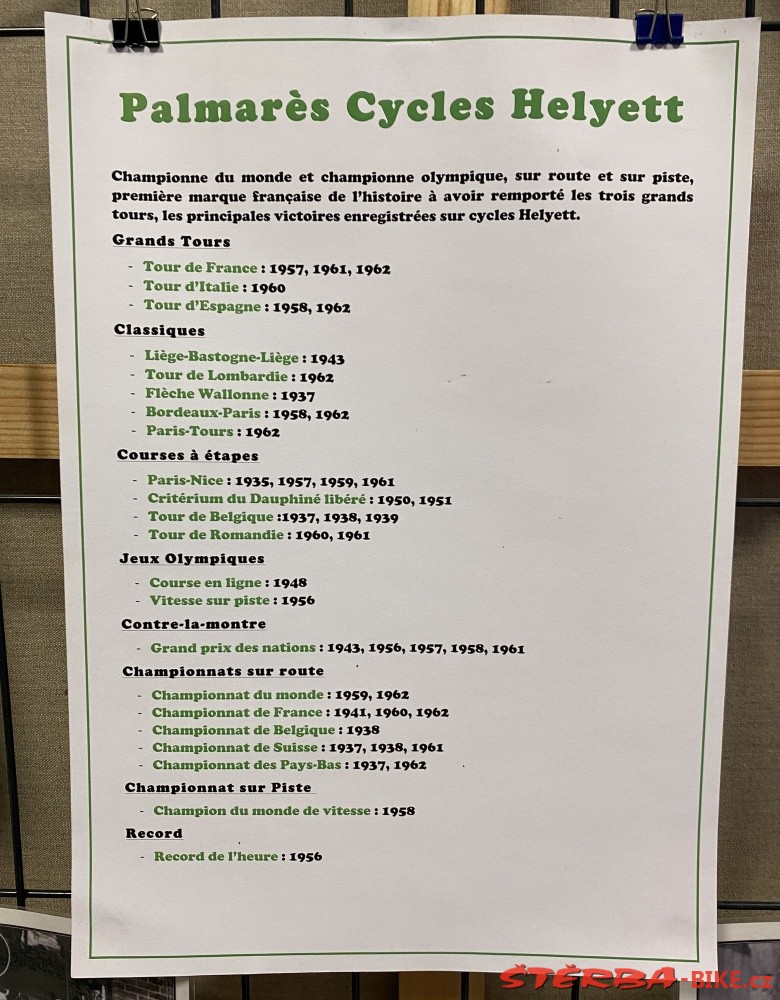 Palmarès Cycles Helyett
Championne du monde et championne olympique, sur route et sur piste,
première marque française de l'histoire à avoir remporté les trois grands
tours, les principales victoires enregistrées sur cycles Helyett.
Grands Tours
- Tour de France : 1957, 1961, 1962
- Tour d'Italie : 1960
- Tour d'Espagne : 1958, 1962
Classiques
- Liège-Bastogne-Liège : 1943
- Tour de Lombardie : 1962
- Flèche Wallonne : 1937
- Bordeaux-Paris : 1958, 1962
- Paris-Tours : 1962
Courses à étapes
- Paris-Nice : 1935, 1957, 1959, 1961
- Critérium du Dauphiné libéré : 1950, 1951
- Tour de Belgique :1937, 1938, 1939
- Tour de Romandie : 1960, 1961
Jeux Olympiques
- Course en ligne : 1948
- Vitesse sur piste : 1956
Contre-la-montre
- Grand prix des nations : 1943, 1956, 1957, 1958, 1961
Championnats sur route
- Championnat du monde : 1959, 1962
- Championnat de France : 1941, 1960, 1962
- Championnat de Belgique : 1938
- Championnat de Suisse : 1937, 1938, 1961
- Championnat des Pays-Bas : 1937, 1962
Championnat sur Piste
- Champion du monde de vitesse : 1958
Record
- Record de l'heure : 1956
ŠTĚRBA-BIKE.cz